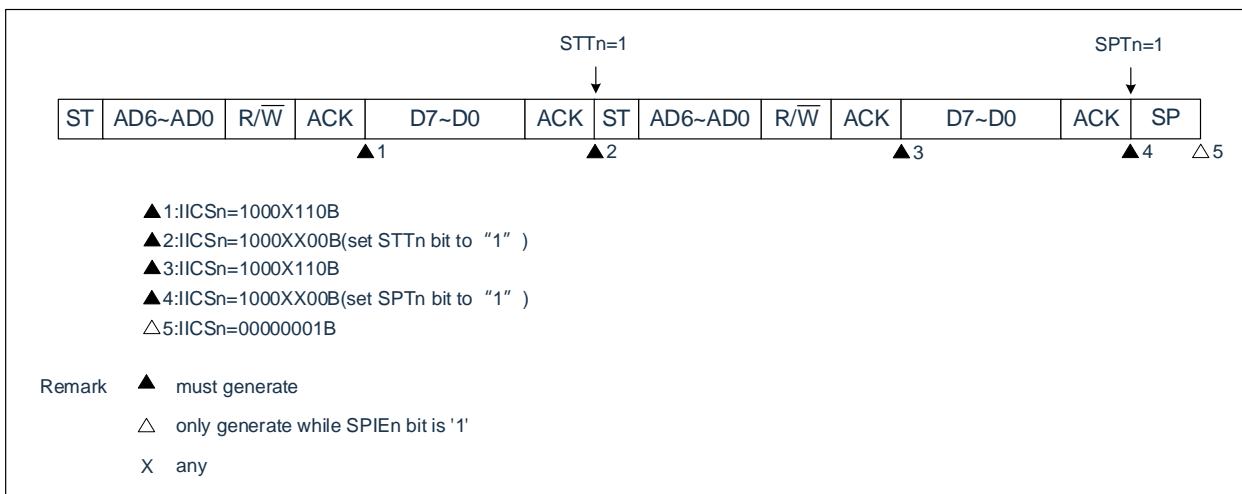 STTn=1 SPTn=1
ST AD6~AD0 R/W̅ ACK D7~D0 ACK ST AD6~AD0 R/W̅ ACK D7~D0 ACK SP
▲1 ▲2 ▲3 ▲4 △5
▲1:IICSn=1000X110B
▲2:IICSn=1000XX00B(set STTn bit to “1” )
▲3:IICSn=1000X110B
▲4:IICSn=1000XX00B(set SPTn bit to “1” )
△5:IICSn=00000001B
Remark ▲ must generate
△ only generate while SPIEn bit is '1'
X any